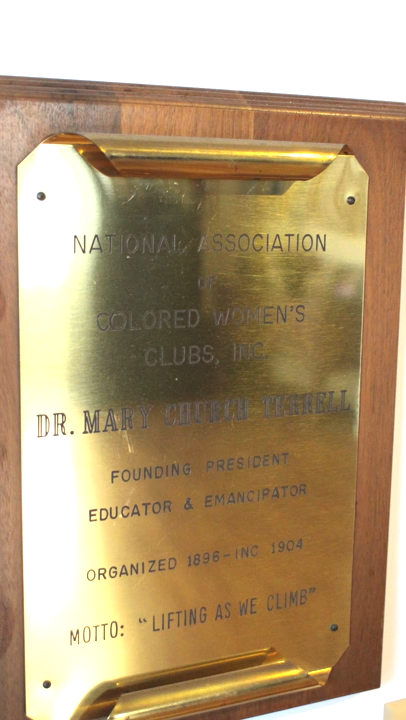 NATIONAL ASSOCIATION
OF
COLORED WOMEN'S
CLUBS, INC.
DR. MARY CHURCH TERRELL
FOUNDING PRESIDENT
EDUCATOR & EMANCIPATOR
ORGANIZED 1896-INC 1904
MOTTO: "LIFTING AS WE CLIMB"